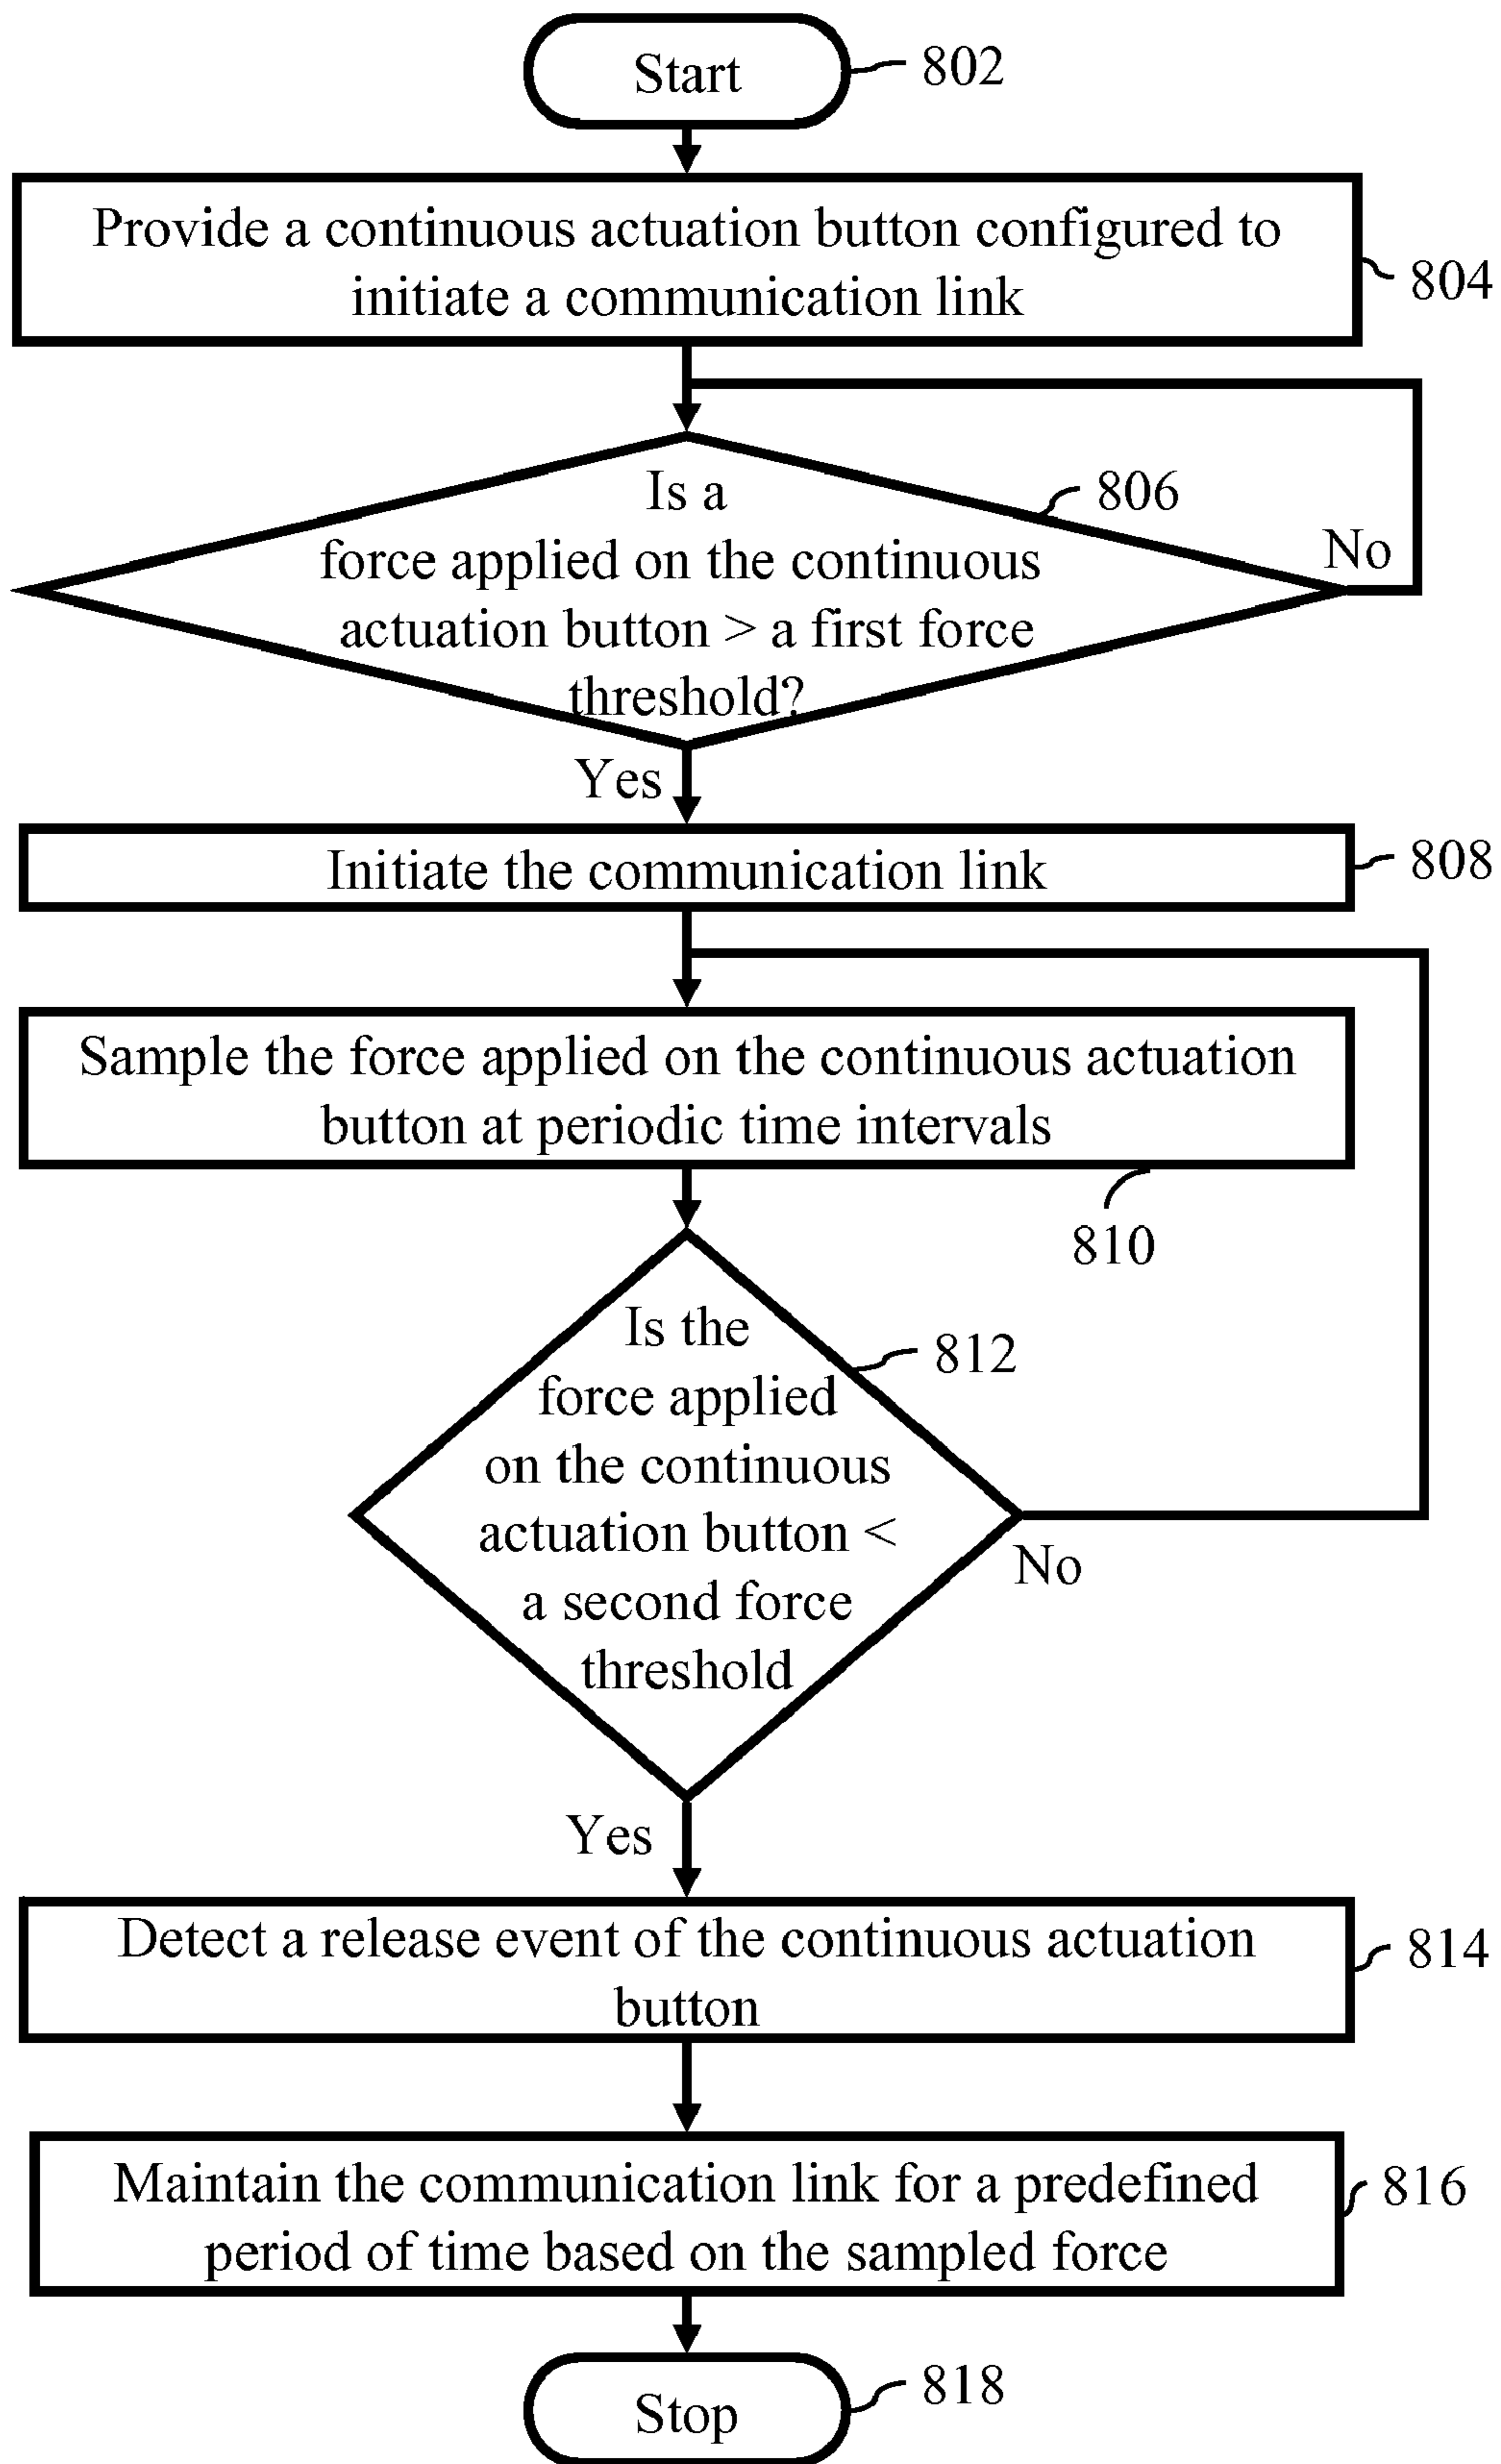 Start
802
Provide a continuous actuation button configured to
initiate a communication link
804
Is a
806
force applied on the continuous
No
actuation button > a first force
threshold?
Yes
Initiate the communication link
808
Sample the force applied on the continuous actuation
button at periodic time intervals
810
Is the
812
force applied
on the continuous
actuation button <
No
a second force
threshold
Yes
Detect a release event of the continuous actuation
button
814
Maintain the communication link for a predefined
period of time based on the sampled force
816
Stop
818